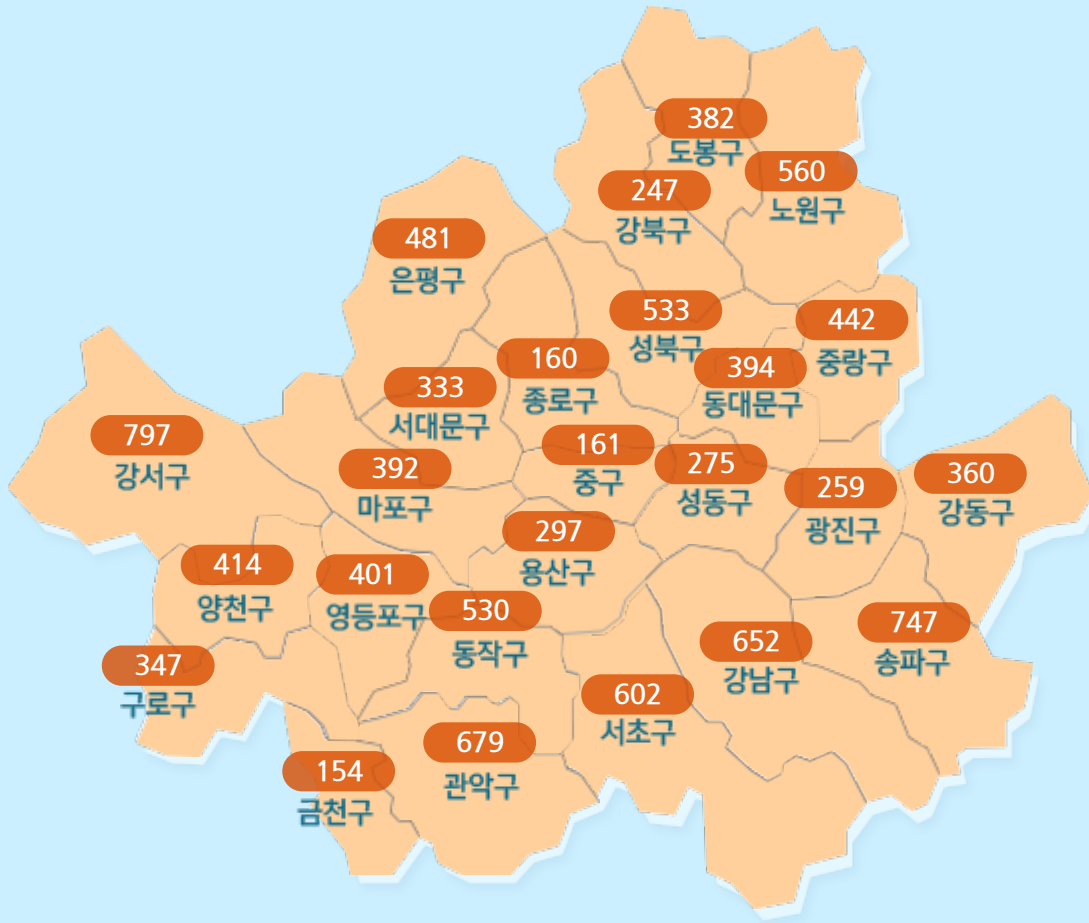 382
도봉구
560
노원구
247
강북구
481
은평구
533
성북구
442
중랑구
160
종로구
394
동대문구
333
서대문구
797
강서구
161
중구
392
마포구
275
성동구
259
광진구
360
강동구
297
용산구
414
양천구
401
영등포구
530
동작구
747
송파구
652
강남구
347
구로구
602
서초구
679
관악구
154
금천구